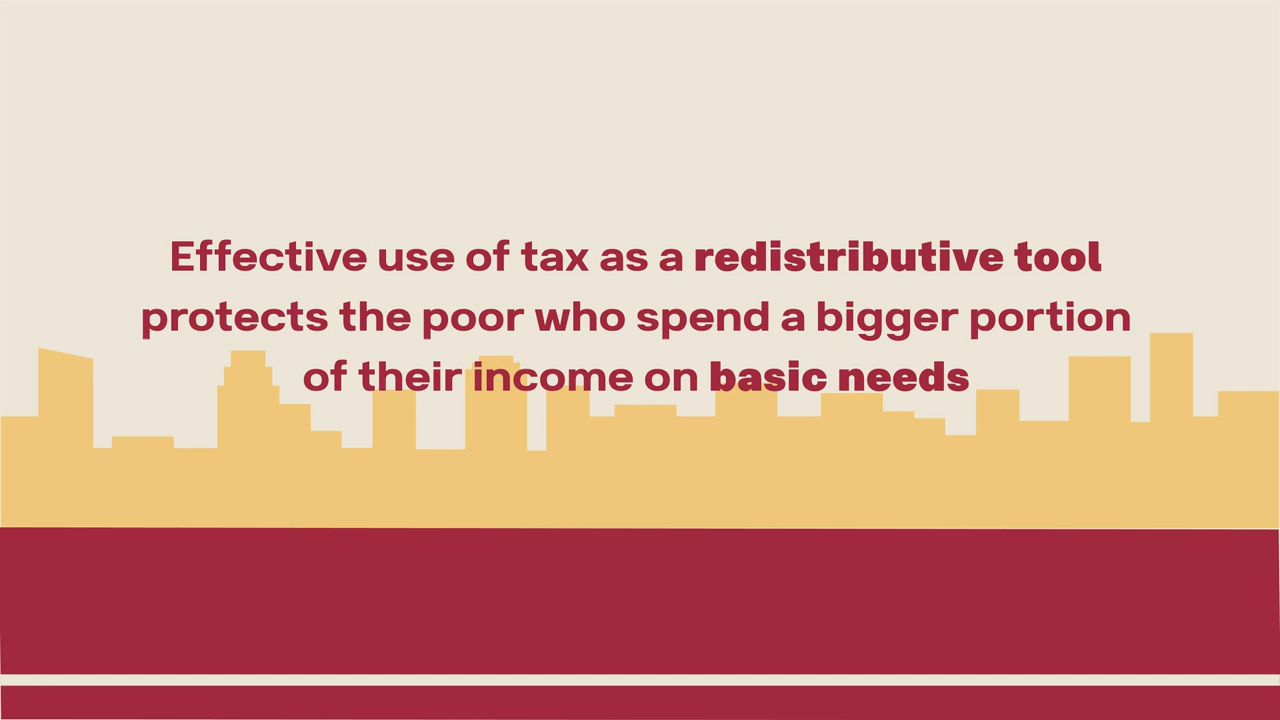 Effective use of tax as a redistributive tool
protects the poor who spend a bigger portion
of their income on basic needs